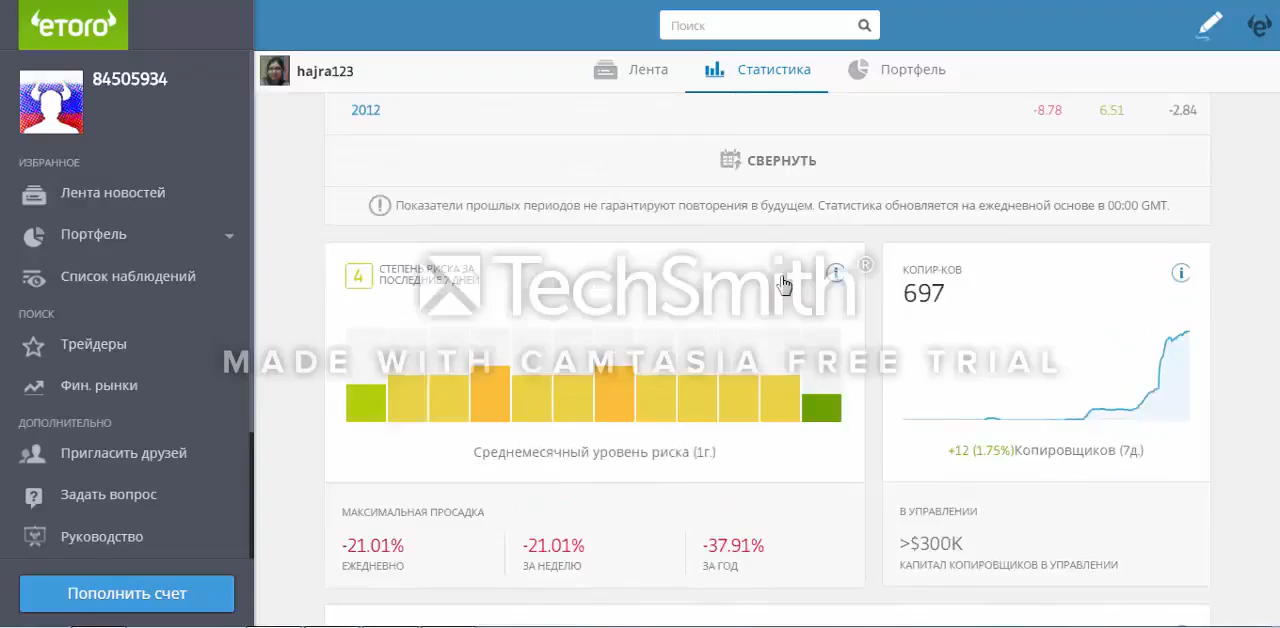 eToro
Поиск
84505934
hajra123
Лента
Статистика
Портфель
ИЗБРАННОЕ
Лента новостей
Портфель
Список наблюдений
ПОИСК
Трейдеры
Фин. рынки
ДОПОЛНИТЕЛЬНО
Пригласить друзей
Задать вопрос
Руководство
Пополнить счет
2012 -8.78 6.51 -2.84
СВЕРНУТЬ
Показатели прошлых периодов не гарантируют повторения в будущем. Статистика обновляется на ежедневной основе в 00:00 GMT.
4
СТЕПЕНЬ РИСКА ЗА
ПОСЛЕДНИЕ 7 ДНЕЙ
TechSmith®
MADE WITH CAMTASIA FREE TRIAL
Среднемесячный уровень риска (1г.)
МАКСИМАЛЬНАЯ ПРОСАДКА
-21.01% -21.01% -37.91%
ЕЖЕДНЕВНО ЗА НЕДЕЛЮ ЗА ГОД
КОПИР-КОВ
697
+12 (1.75%)Копировщиков (7д.)
В УПРАВЛЕНИИ
>$300K
КАПИТАЛ КОПИРОВЩИКОВ В УПРАВЛЕНИИ